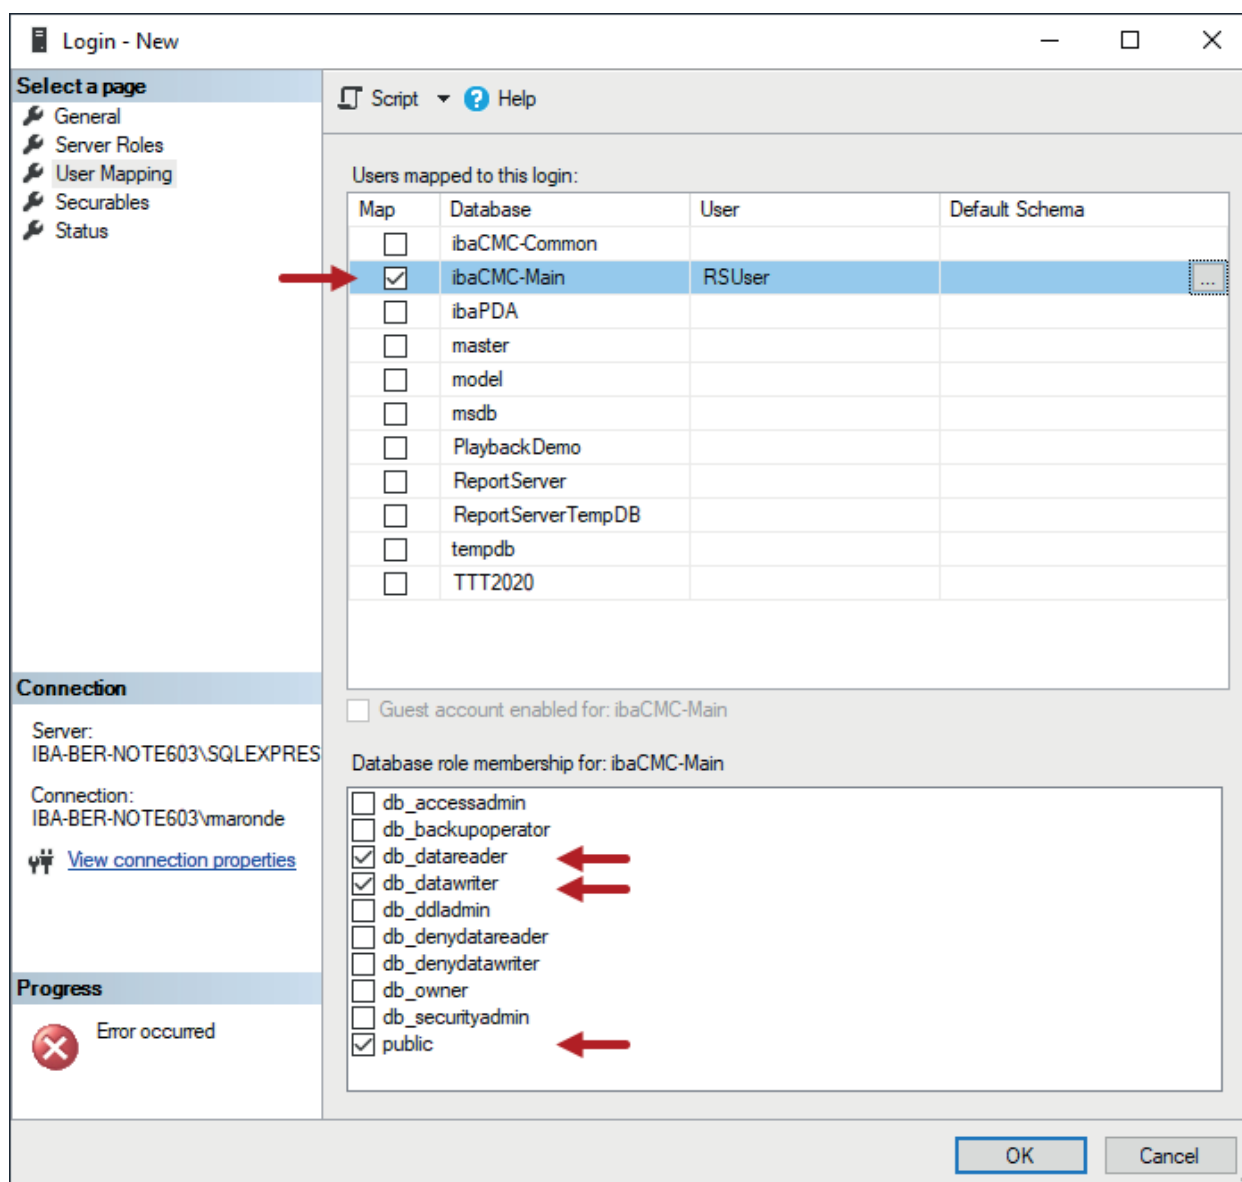 Login - New
Select a page
General
Server Roles
User Mapping
Securables
Status
Script
Help
Users mapped to this login:
Map Database User Default Schema
ibaCMC-Common
ibaCMC-Main RSUser ...
ibaPDA
master
model
msdb
PlaybackDemo
ReportServer
ReportServerTempDB
tempdb
TTT2020
Guest account enabled for: ibaCMC-Main
Database role membership for: ibaCMC-Main
db_accessadmin
db_backupoperator
db_datareader
db_datawriter
db_ddladmin
db_denydatareader
db_denydatawriter
db_owner
db_securityadmin
public
Connection
Server:
IBA-BER-NOTE603\SQLEXPRES
Connection:
IBA-BER-NOTE603\maronde
View connection properties
Progress
Error occurred
OK
Cancel